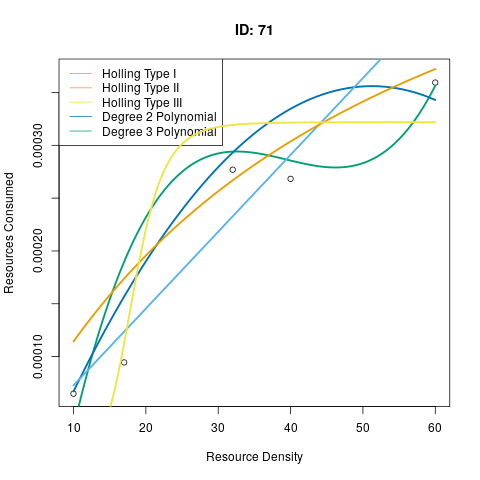 ID: 71
Holling Type I
Holling Type II
Holling Type III
Degree 2 Polynomial
Degree 3 Polynomial
Resources Consumed
0.00030
0.00020
0.00010
10 20 30 40 50 60
Resource Density